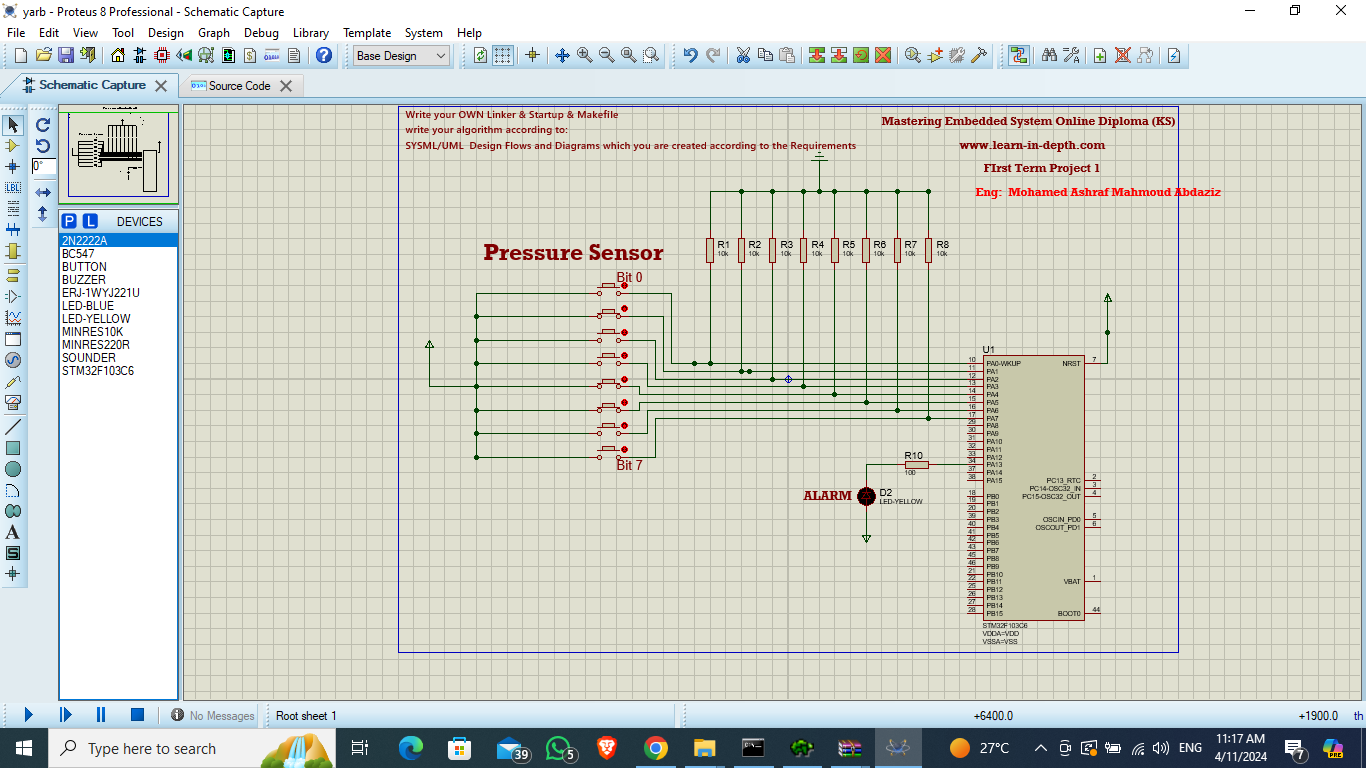 yarb - Proteus 8 Professional - Schematic Capture
File Edit View Tool Design Graph Debug Library Template System Help
Base Design
Schematic Capture
Source Code
0°
LBL
P L DEVICES
2N2222A
BC547
BUTTON
BUZZER
ERJ-1WYJ221U
LED-BLUE
LED-YELLOW
MINRES10K
MINRES220R
SOUNDER
STM32F103C6
Write your OWN Linker & Startup & Makefile
write your algorithm according to:
SYSML/UML Design Flows and Diagrams which you are created according to the Requirements
Mastering Embedded System Online Diploma (KS)
www.learn-in-depth.com
FIrst Term Project 1
Eng: Mohamed Ashraf Mahmoud Abdaziz
R1 R2 R3 R4 R5 R6 R7 R8
10k 10k 10k 10k 10k 10k 10k 10k
Pressure Sensor
Bit 0
Bit 7
U1
10 PA0-WKUP NRST 7
11 PA1
12 PA2
13 PA3
14 PA4
15 PA5
16 PA6
17 PA7
29 PA8
30 PA9
31 PA10
32 PA11
33 PA12
34 PA13
37 PA14
38 PA15
PC13_RTC 2
PC14-OSC32_IN 3
PC15-OSC32_OUT 4
18 PB0
19 PB1
20 PB2
39 PB3
40 PB4
41 PB5
42 PB6
43 PB7
45 PB8
46 PB9
21 PB10
22 PB11
25 PB12
26 PB13
27 PB14
28 PB15
OSCIN_PD0 5
OSCOUT_PD1 6
VBAT 1
BOOT0 44
STM32F103C6
VDDA=VDD
VSSA=VSS
R10
100
ALARM
D2
LED-YELLOW
No Messages
Root sheet 1
+6400.0
+1900.0 th
Type here to search
39
5
27°C
ENG
11:17 AM
4/11/2024
7
PRE